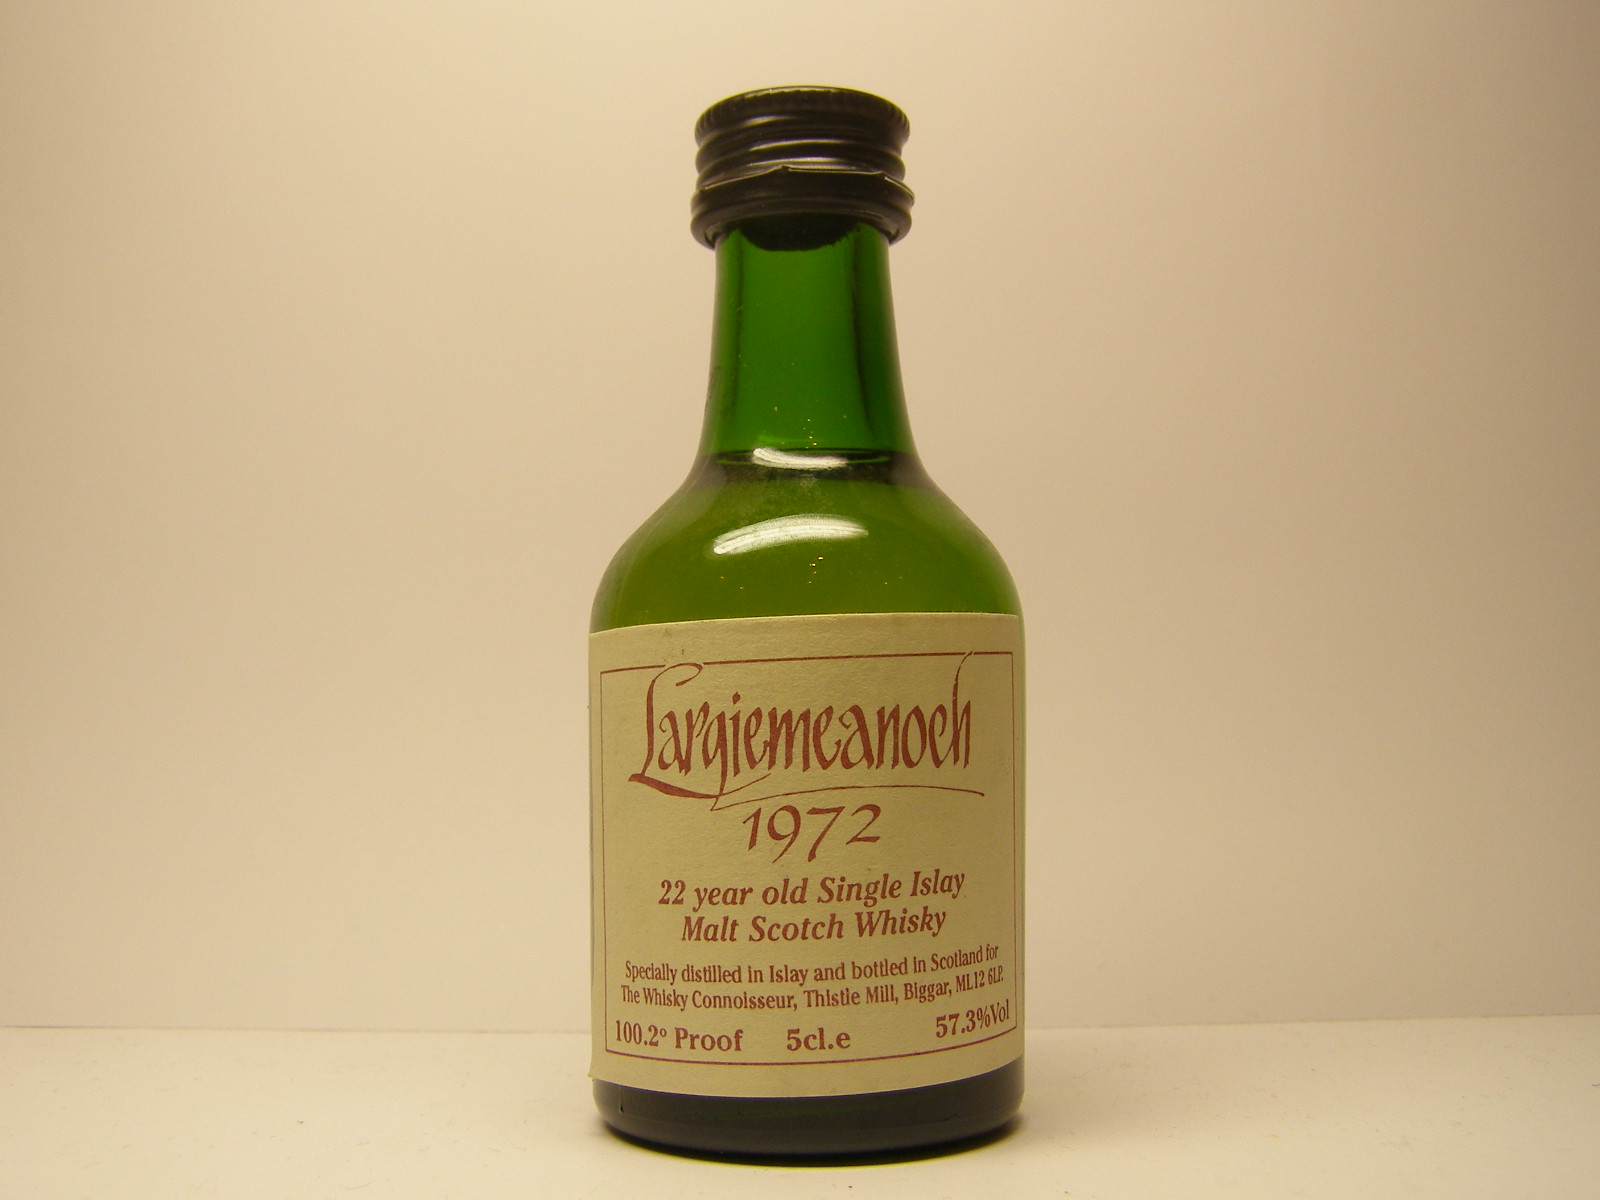 Largiemeanoch
1972
22 year old Single Islay
Malt Scotch Whisky
Specially distilled in Islay and bottled in Scotland for
The Whisky Connoisseur, Thistle Mill, Biggar, ML12 6LP.
100.2° Proof 5cl.e 57.3%Vol